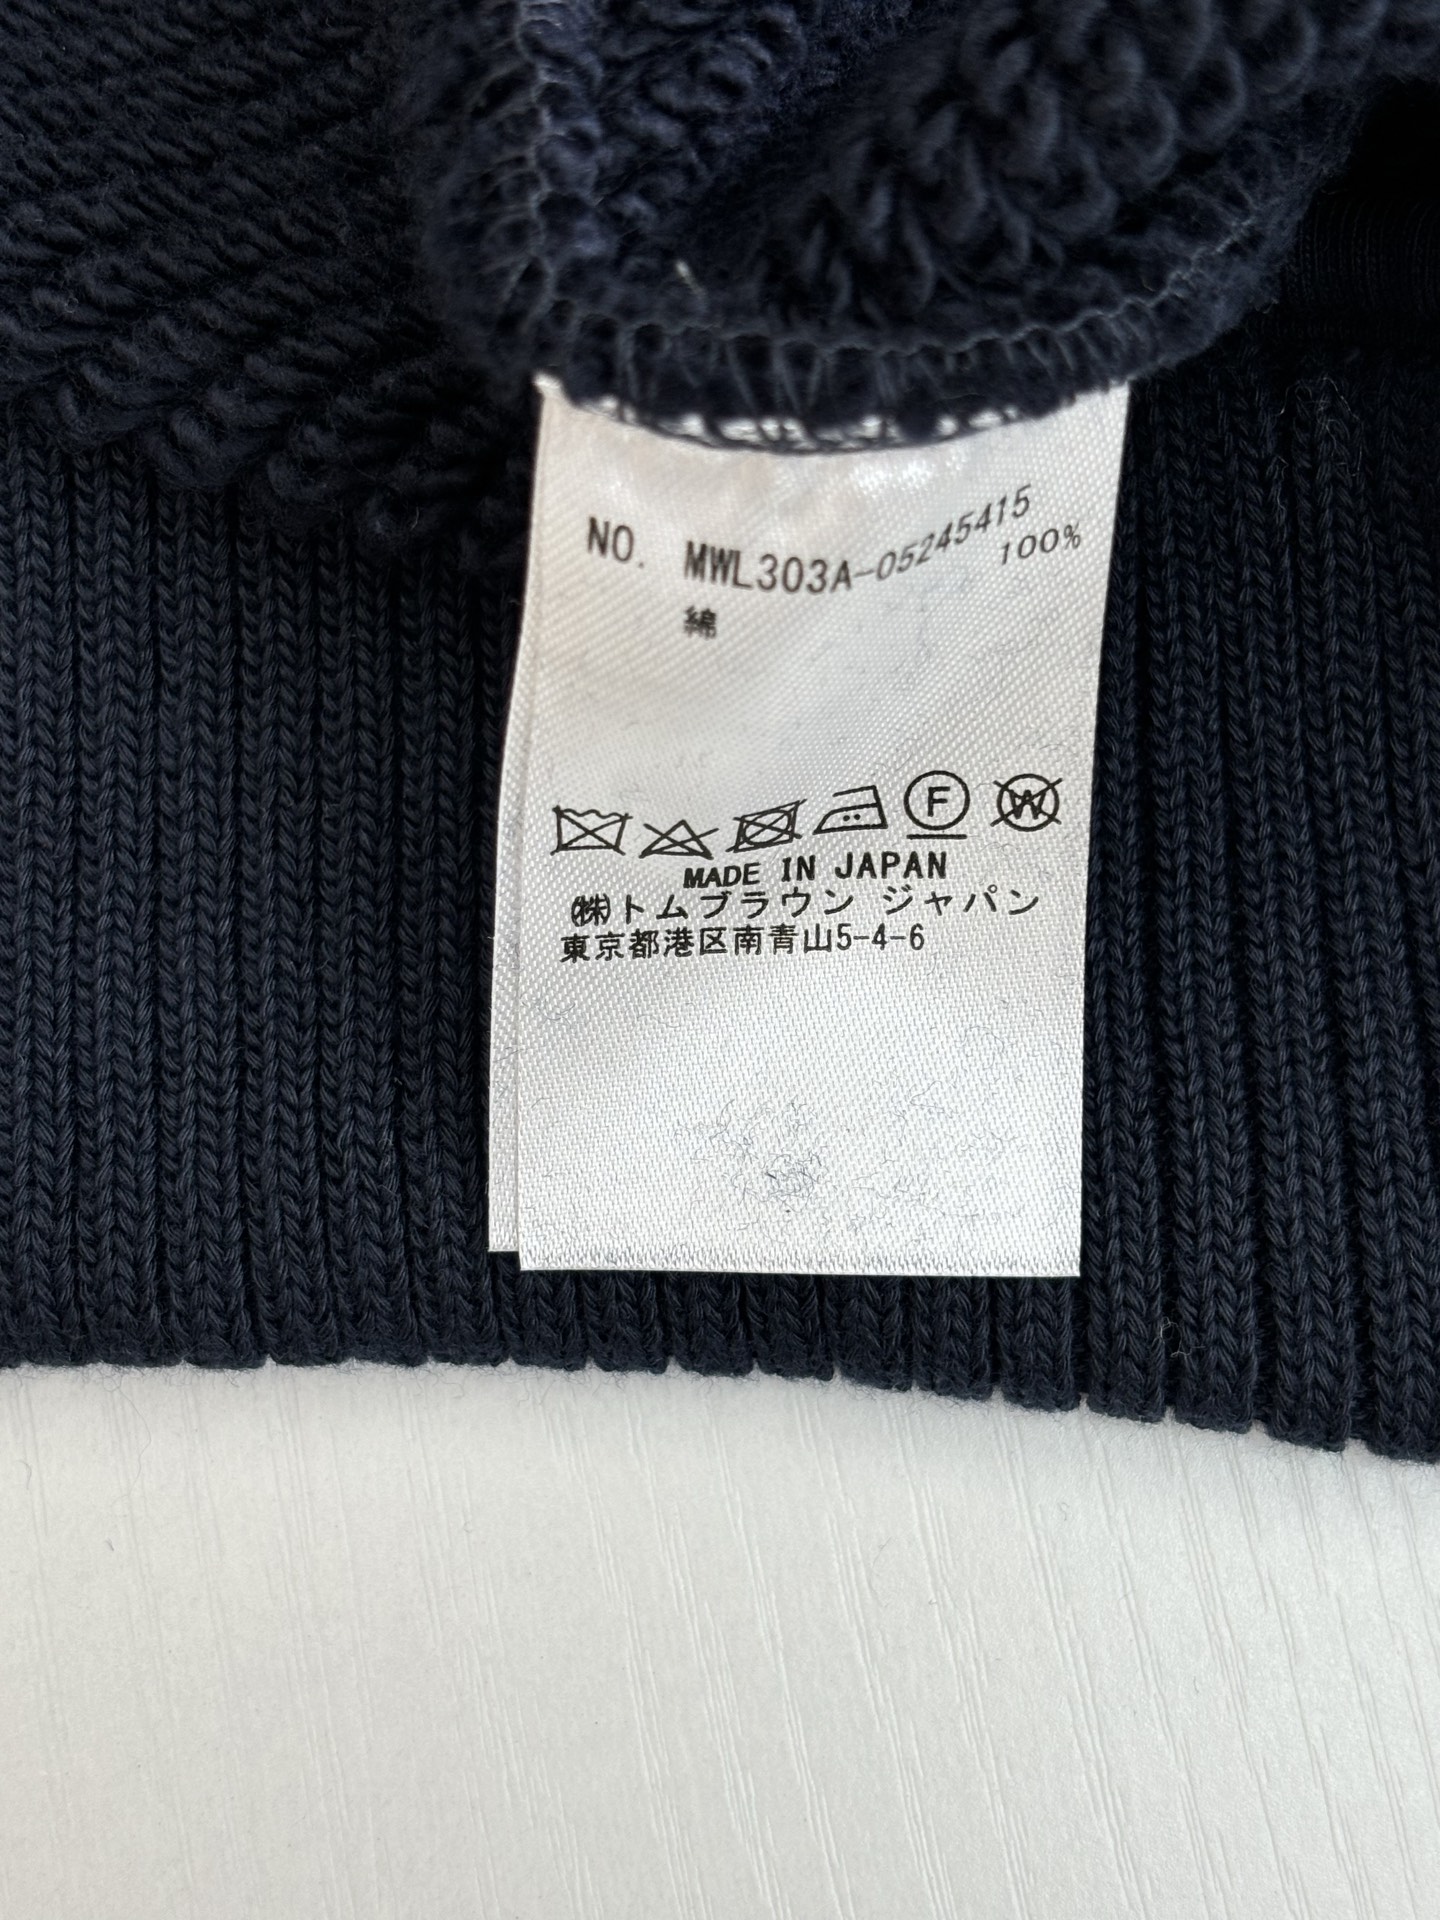 NO. MWL303A-05245415
綿 100%
F
W
MADE IN JAPAN
㈱トムブラウン ジャパン
東京都港区南青山5-4-6